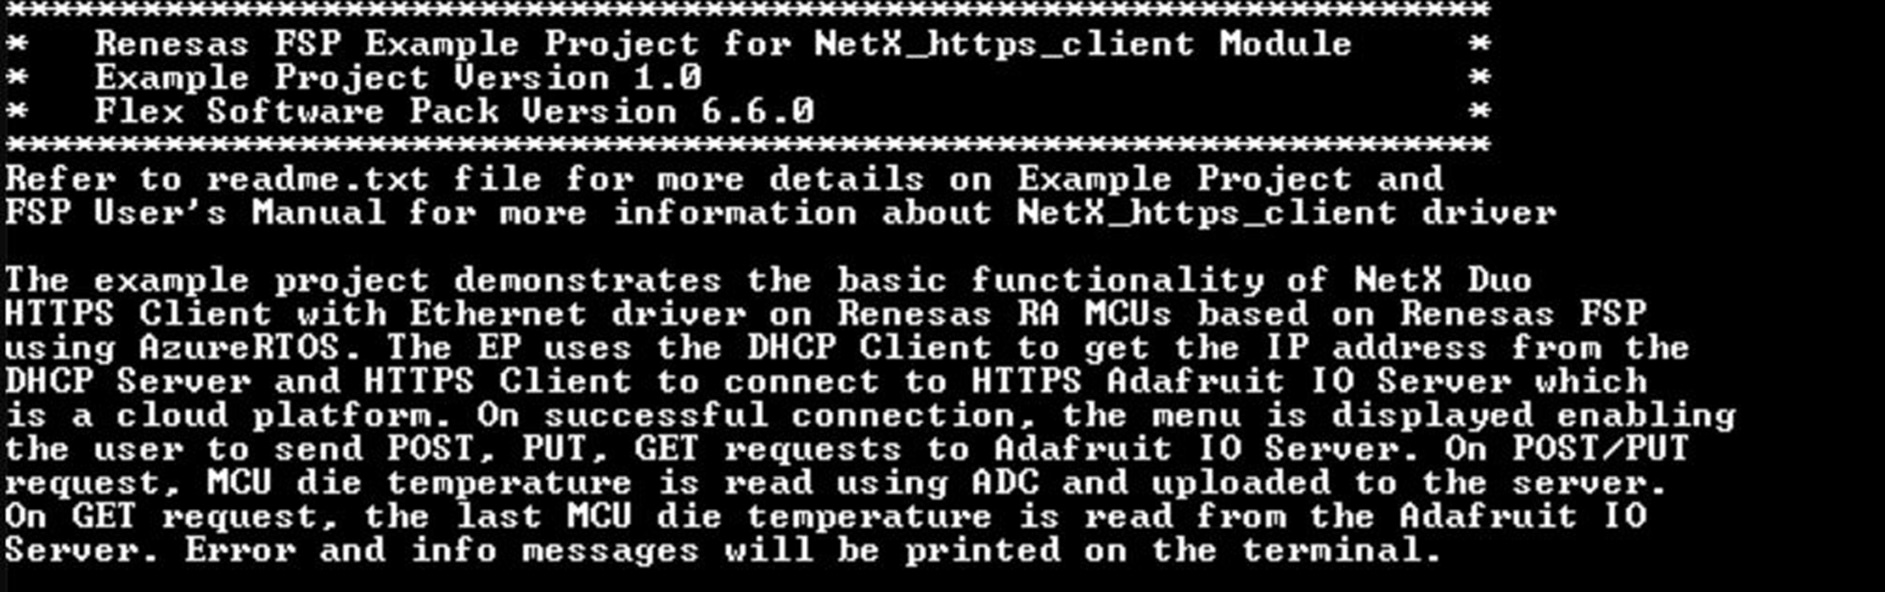 ******************************************************************
*   Renesas FSP Example Project for NetX_https_client Module     *
*   Example Project Version 1.0                                  *
*   Flex Software Pack Version 6.6.0                             *
******************************************************************
Refer to readme.txt file for more details on Example Project and
FSP User's Manual for more information about NetX_https_client driver

The example project demonstrates the basic functionality of NetX Duo
HTTPS Client with Ethernet driver on Renesas RA MCUs based on Renesas FSP
using AzureRTOS. The EP uses the DHCP Client to get the IP address from the
DHCP Server and HTTPS Client to connect to HTTPS Adafruit IO Server which
is a cloud platform. On successful connection, the menu is displayed enabling
the user to send POST, PUT, GET requests to Adafruit IO Server. On POST/PUT
request, MCU die temperature is read using ADC and uploaded to the server.
On GET request, the last MCU die temperature is read from the Adafruit IO
Server. Error and info messages will be printed on the terminal.